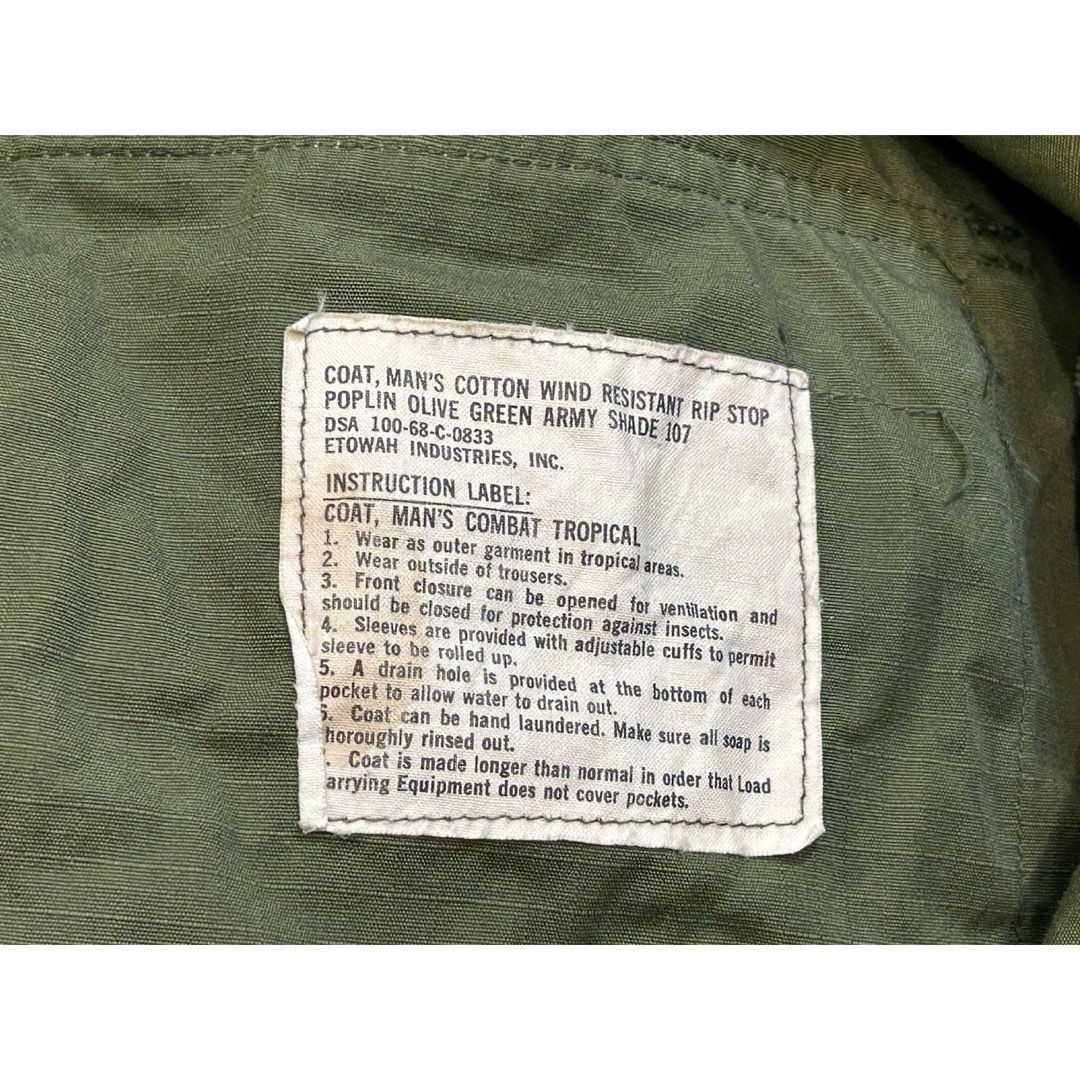 COAT, MAN'S COTTON WIND RESISTANT RIP STOP
POPLIN OLIVE GREEN ARMY SHADE 107
DSA 100-68-C-0833
ETOWAH INDUSTRIES, INC.
INSTRUCTION LABEL:
COAT, MAN'S COMBAT TROPICAL
1. Wear as outer garment in tropical areas.
2. Wear outside of trousers.
3. Front closure can be opened for ventilation and
should be closed for protection against insects.
4. Sleeves are provided with adjustable cuffs to permit
sleeve to be rolled up.
5. A drain hole is provided at the bottom of each
pocket to allow water to drain out.
6. Coat can be hand laundered. Make sure all soap is
horoughly rinsed out.
. Coat is made longer than normal in order that Load
arrying Equipment does not cover pockets.